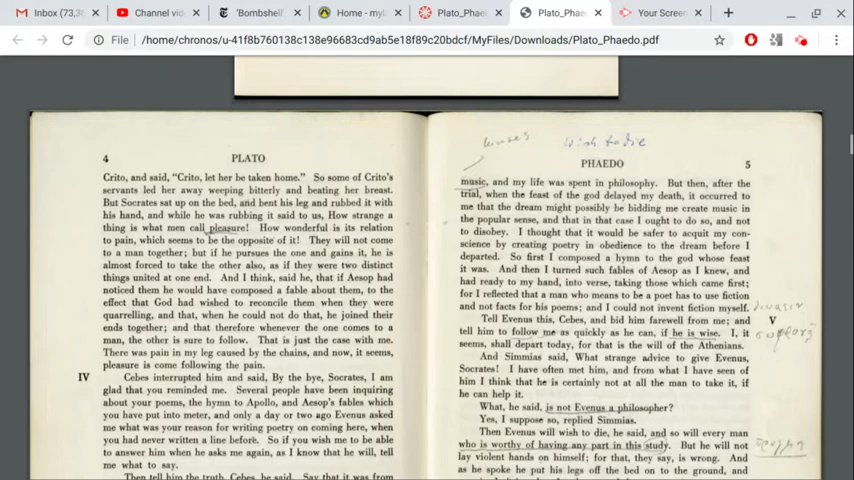 Inbox (73,3
Channel vid
'Bombshell'
Home - myla
Plato_Phaed
Plato_Phaed
Your Screen
File
/home/chronos/u-41f8b760138c138e96683cd9ab5e18f89c20bdcf/MyFiles/Downloads/Plato_Phaedo.pdf
4 PLATO
Crito, and said, "Crito, let her be taken home." So some of Crito's
servants led her away weeping bitterly and beating her breast.
But Socrates sat up on the bed, and bent his leg and rubbed it with
his hand, and while he was rubbing it said to us, How strange a
thing is what men call pleasure! How wonderful is its relation
to pain, which seems to be the opposite of it! They will not come
to a man together; but if he pursues the one and gains it, he is
almost forced to take the other also, as if they were two distinct
things united at one end. And I think, said he, that if Aesop had
noticed them he would have composed a fable about them, to
the effect that God had wished to reconcile them when they were
quarrelling, and that, when he could not do that, he joined their
ends together; and that therefore whenever the one comes to a
man, the other is sure to follow. That is just the case with me.
There was pain in my leg caused by the chains, and now, it seems,
pleasure is come following the pain.
IV Cebes interrupted him and said, By the bye, Socrates, I am
glad that you reminded me. Several people have been inquiring
about your poems, the hymn to Apollo, and Aesop's fables which
you have put into meter, and only a day or two ago Evenus asked
me what was your reason for writing poetry on coming here, when
you had never written a line before. So if you wish me to be able
to answer him when he asks me again, as I know that he will, tell
me what to say.
Then tell him the truth, Cebes, he said. Say that it was from
muses wish to die
PHAEDO 5
music, and my life was spent in philosophy. But then, after the
trial, when the feast of the god delayed my death, it occurred to
me that the dream might possibly be bidding me create music in
the popular sense, and that in that case I ought to do so, and not
to disobey. I thought that it would be safer to acquit my con-
science by creating poetry in obedience to the dream before I
departed. So first I composed a hymn to the god whose feast
it was. And then I turned such fables of Aesop as I knew, and
had ready to my hand, into verse, taking those which came first;
for I reflected that a man who means to be a poet has to use fiction
and not facts for his poems; and I could not invent fiction myself.
Tell Evenus this, Cebes, and bid him farewell from me; and V
tell him to follow me as quickly as he can, if he is wise. I, it
seems, shall depart today, for that is the will of the Athenians.
And Simmias said, What strange advice to give Evenus,
Socrates! I have often met him, and from what I have seen of
him I think that he is certainly not at all the man to take it, if
he can help it.
What, he said, is not Evenus a philosopher?
Yes, I suppose so, replied Simmias.
Then Evenus will wish to die, he said, and so will every man
who is worthy of having any part in this study. But he will not
lay violent hands on himself; for that, they say, is wrong. And
as he spoke he put his legs off the bed on to the ground, and